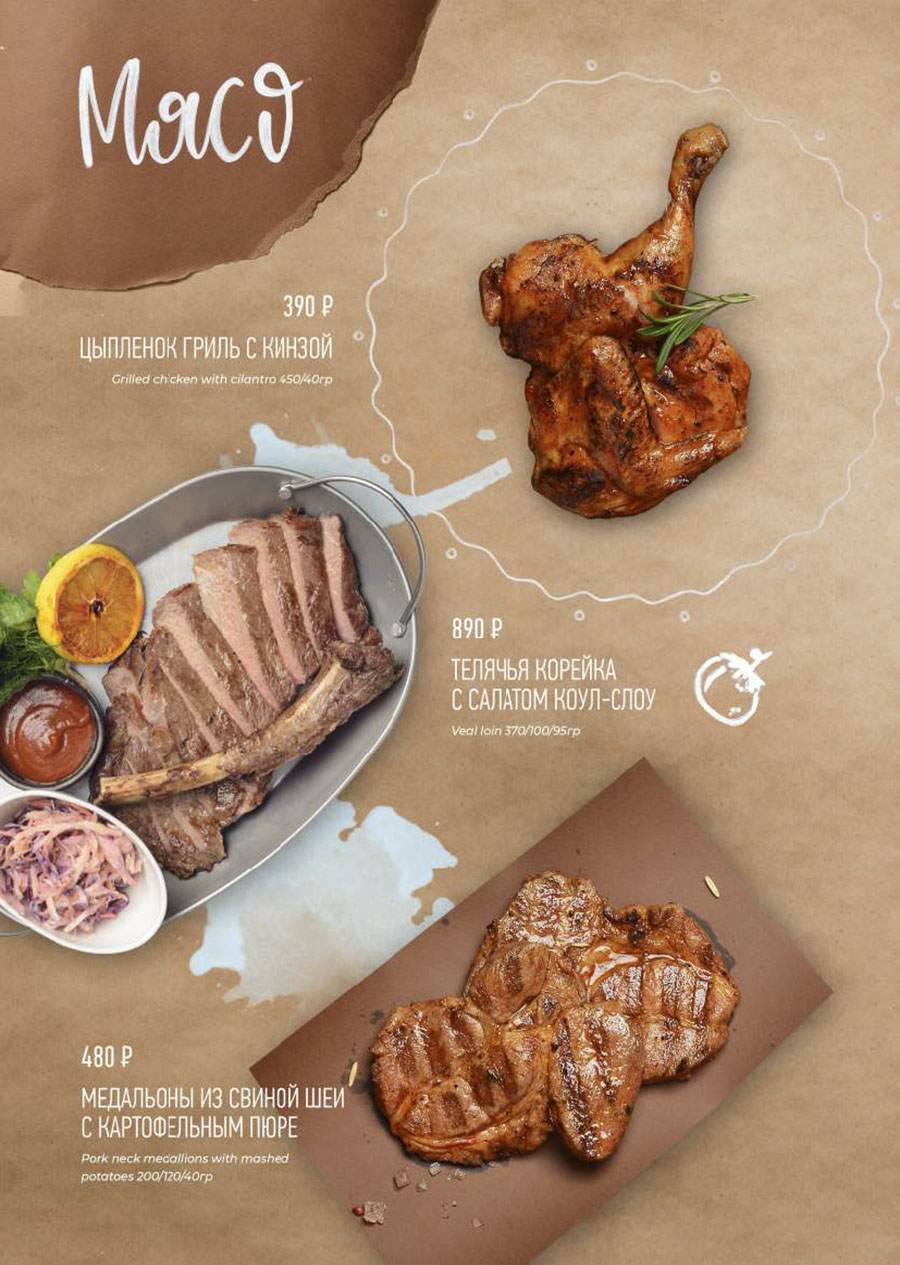 Мясо
390 ₽
ЦЫПЛЕНОК ГРИЛЬ С КИНЗОЙ
Grilled chicken with cilantro 450/40гр
890 ₽
ТЕЛЯЧЬЯ КОРЕЙКА
С САЛАТОМ КОУЛ-СЛОУ
Veal loin 370/100/95гр
480 ₽
МЕДАЛЬОНЫ ИЗ СВИНОЙ ШЕИ
С КАРТОФЕЛЬНЫМ ПЮРЕ
Pork neck medallions with mashed
potatoes 200/120/40гр